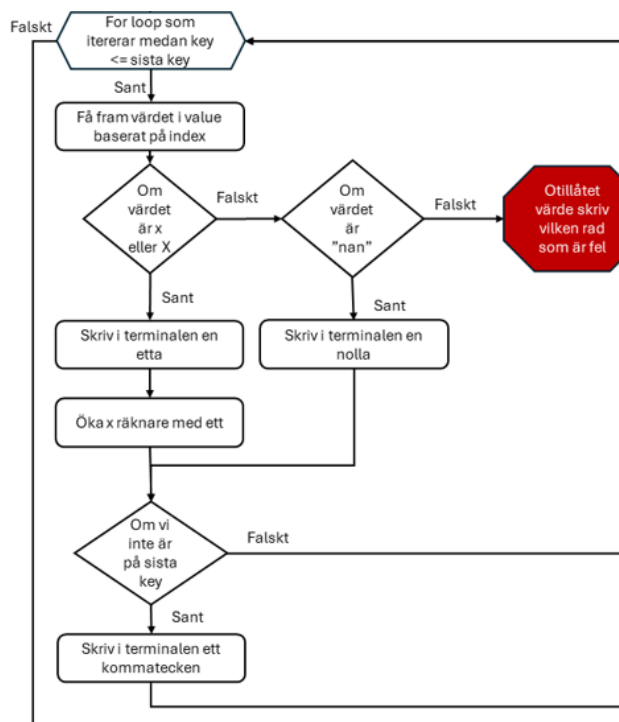 Falskt
For loop som
itererar medan key
<= sista key
Sant
Få fram värdet i value
baserat på index
Om
värdet
är x
eller X
Falskt
Om
värdet
är
”nan”
Falskt
Otillåtet
värde skriv
vilken rad
som är fel
Sant
Sant
Skriv i terminalen en
etta
Skriv i terminalen en
nolla
Öka x räknare med ett
Om vi
inte är
på sista
key
Falskt
Sant
Skriv i terminalen ett
kommatecken